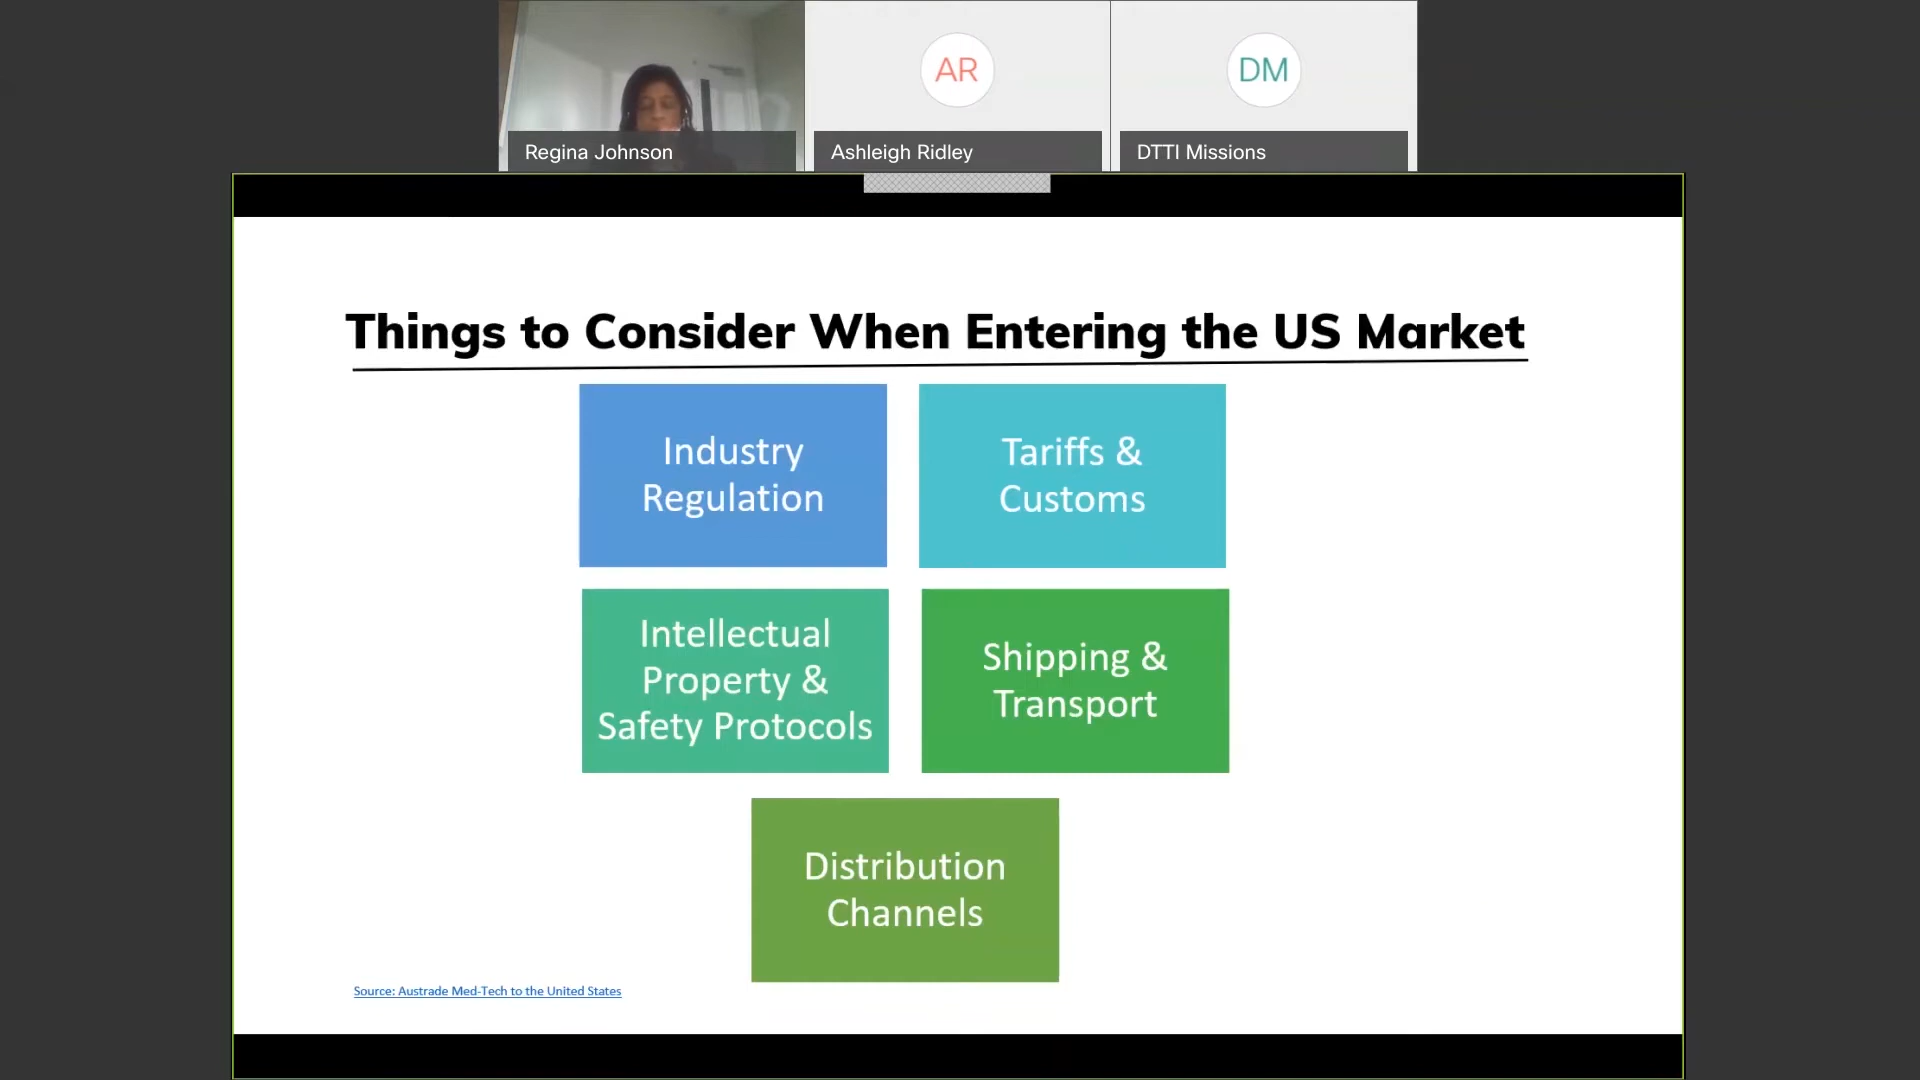 AR
DM
Regina Johnson
Ashleigh Ridley
DTTI Missions
Things to Consider When Entering the US Market
Industry
Regulation
Tariffs &
Customs
Intellectual
Property &
Safety Protocols
Shipping &
Transport
Distribution
Channels
Source: Austrade Med-Tech to the United States